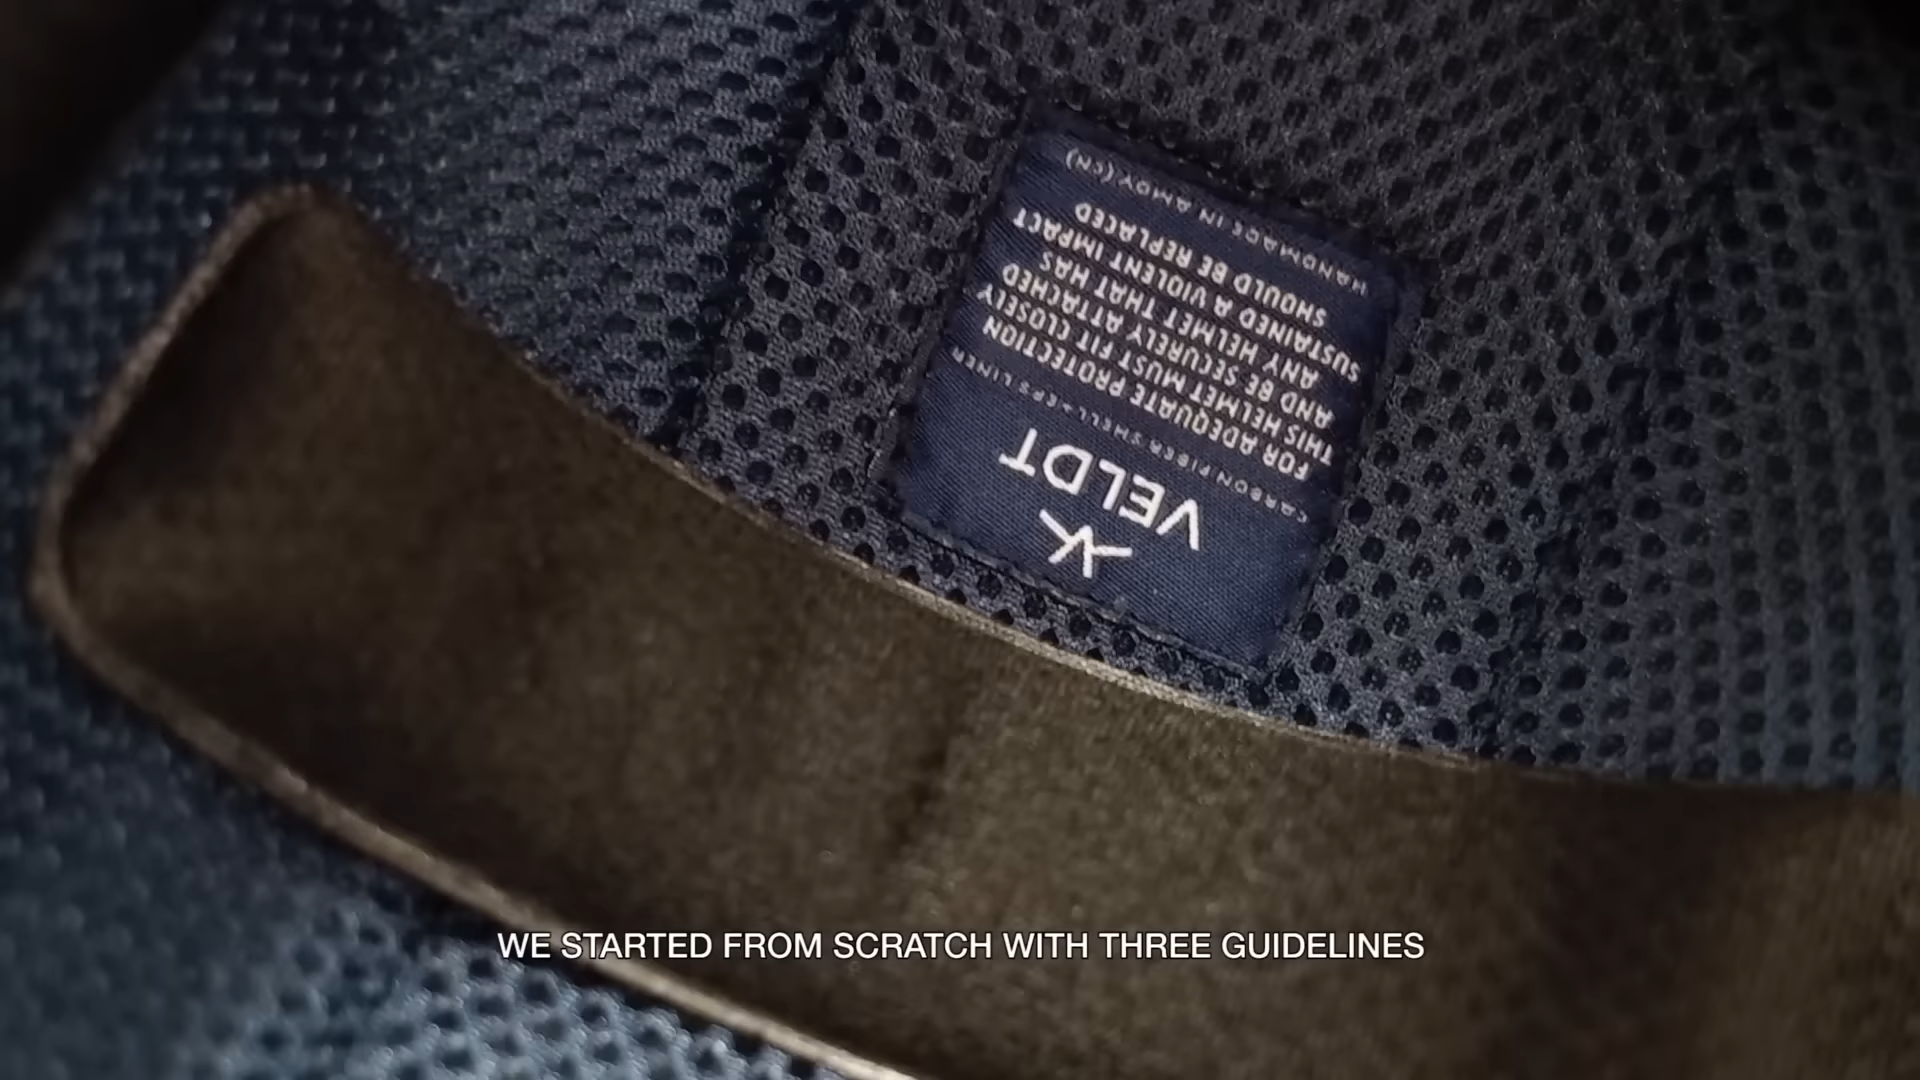 VELDT
CARBON FIBER SHELL + EPS LINER
FOR ADEQUATE PROTECTION
THIS HELMET MUST FIT CLOSELY
AND BE SECURELY ATTACHED
ANY HELMET THAT HAS
SUSTAINED A VIOLENT IMPACT
SHOULD BE REPLACED
HANDMADE IN AMOY (CN)
WE STARTED FROM SCRATCH WITH THREE GUIDELINES